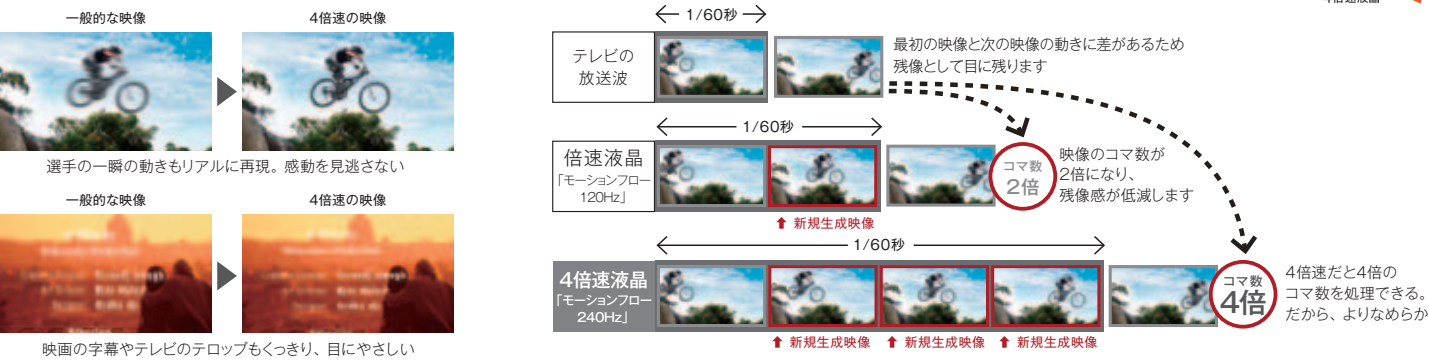 一般的な映像
4倍速の映像
選手の一瞬の動きもリアルに再現。感動を見逃さない
一般的な映像
4倍速の映像
映画の字幕やテレビのテロップもくっきり、目にやさしい
1/60秒
テレビの
放送波
最初の映像と次の映像の動きに差があるため
残像として目に残ります
1/60秒
倍速液晶
「モーションフロー
120Hz」
コマ数
2倍
映像のコマ数が
2倍になり、
残像感が低減します
新規生成映像
1/60秒
4倍速液晶
「モーションフロー
240Hz」
コマ数
4倍
4倍速だと4倍の
コマ数を処理できる。
だから、よりなめらか
新規生成映像 新規生成映像 新規生成映像